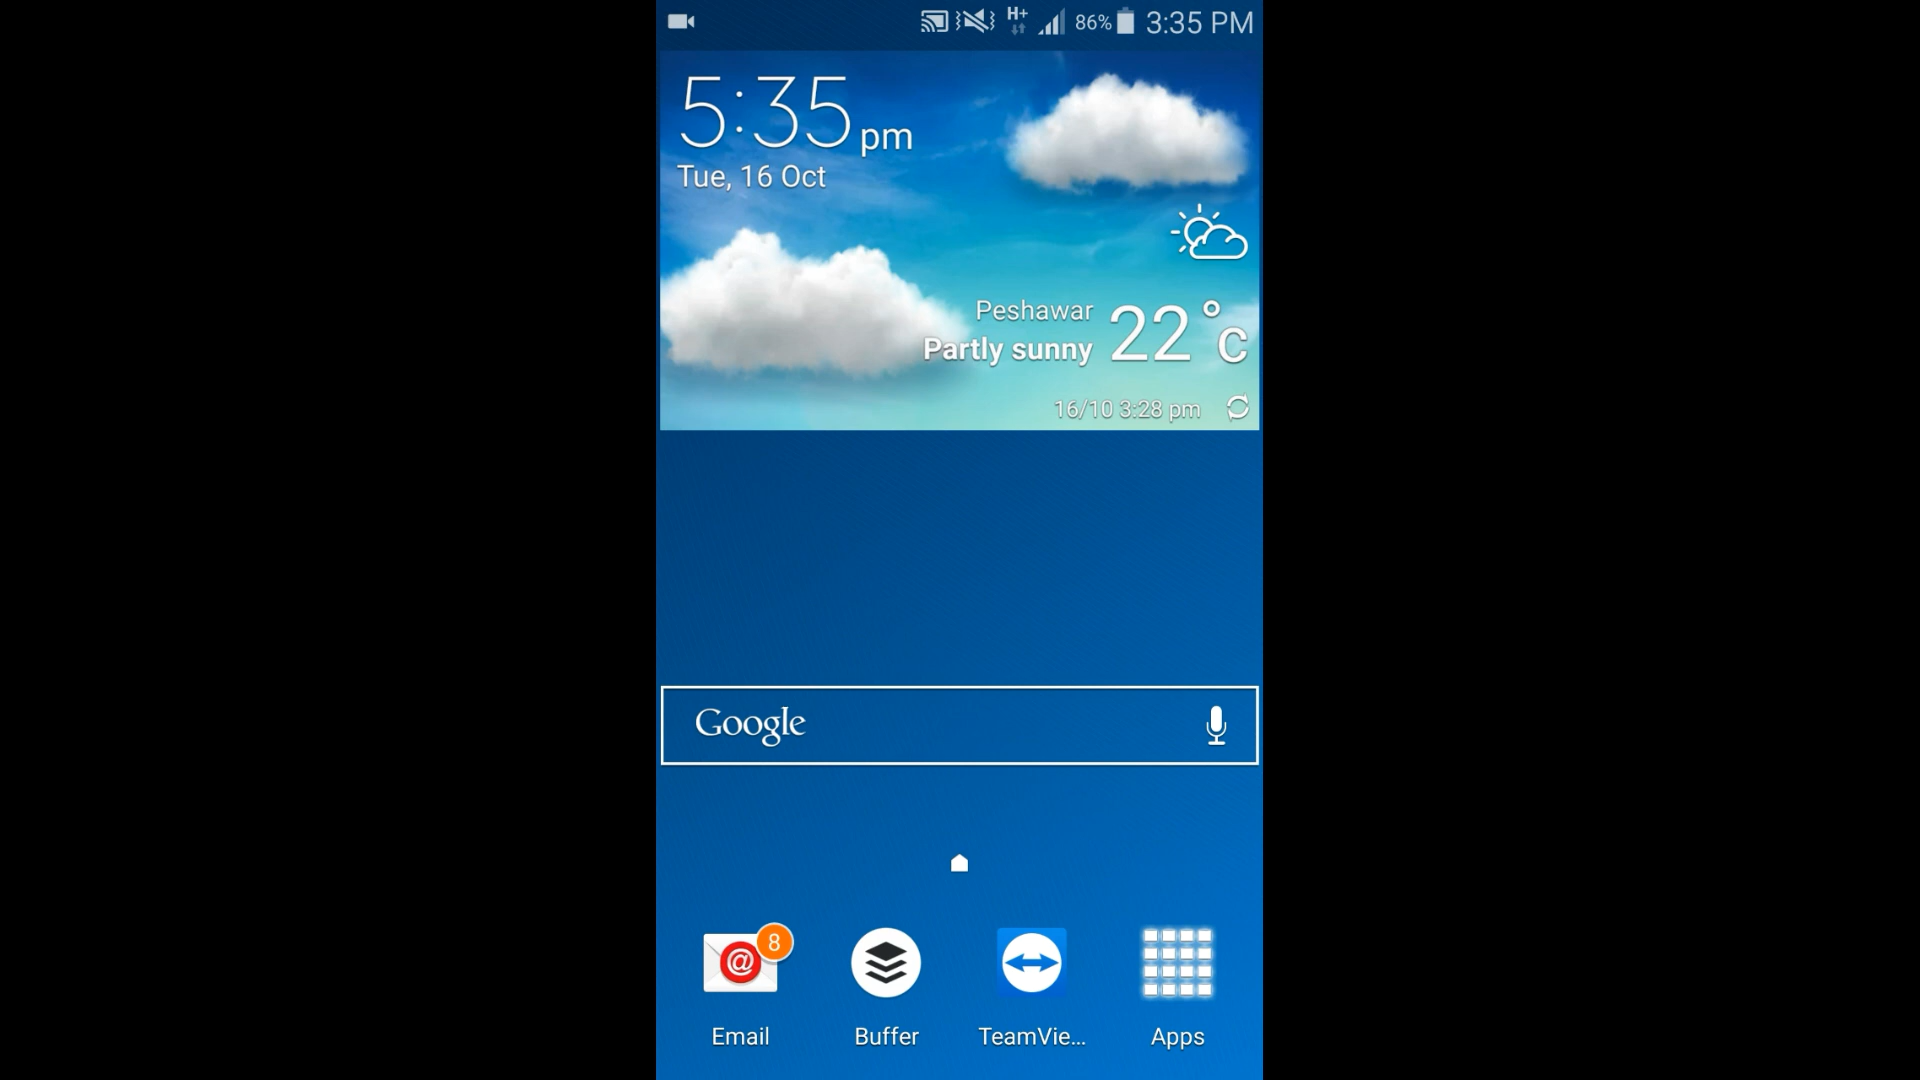 H+ 86% 3:35 PM
5:35 pm
Tue, 16 Oct
Peshawar
Partly sunny
22°C
16/10 3:28 pm
Google
8
Email Buffer TeamVie... Apps